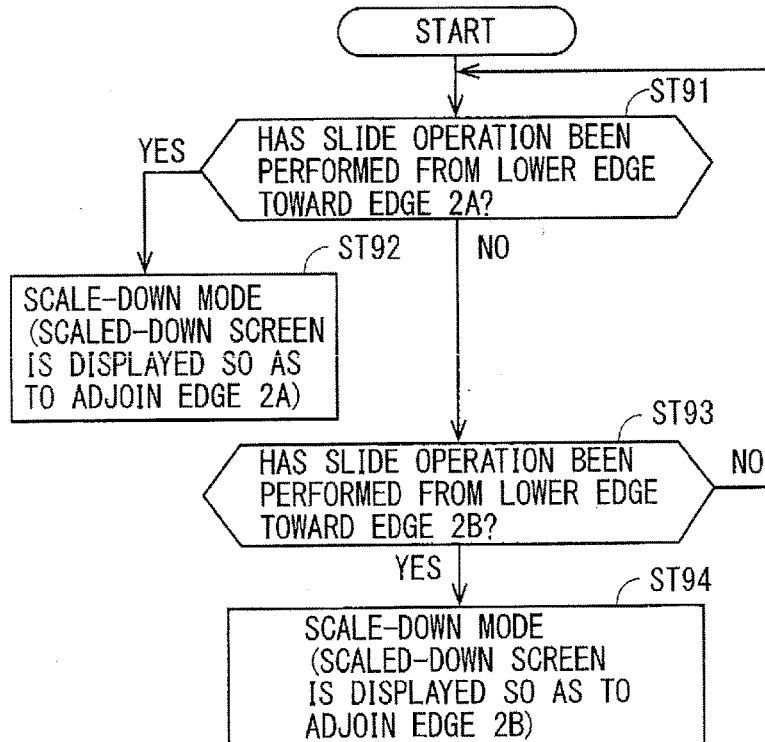 START
ST91
YES
HAS SLIDE OPERATION BEEN
PERFORMED FROM LOWER EDGE
TOWARD EDGE 2A?
ST92
NO
SCALE-DOWN MODE
(SCALED-DOWN SCREEN
IS DISPLAYED SO AS
TO ADJOIN EDGE 2A)
ST93
HAS SLIDE OPERATION BEEN
PERFORMED FROM LOWER EDGE
TOWARD EDGE 2B?
NO
YES
ST94
SCALE-DOWN MODE
(SCALED-DOWN SCREEN
IS DISPLAYED SO AS TO
ADJOIN EDGE 2B)